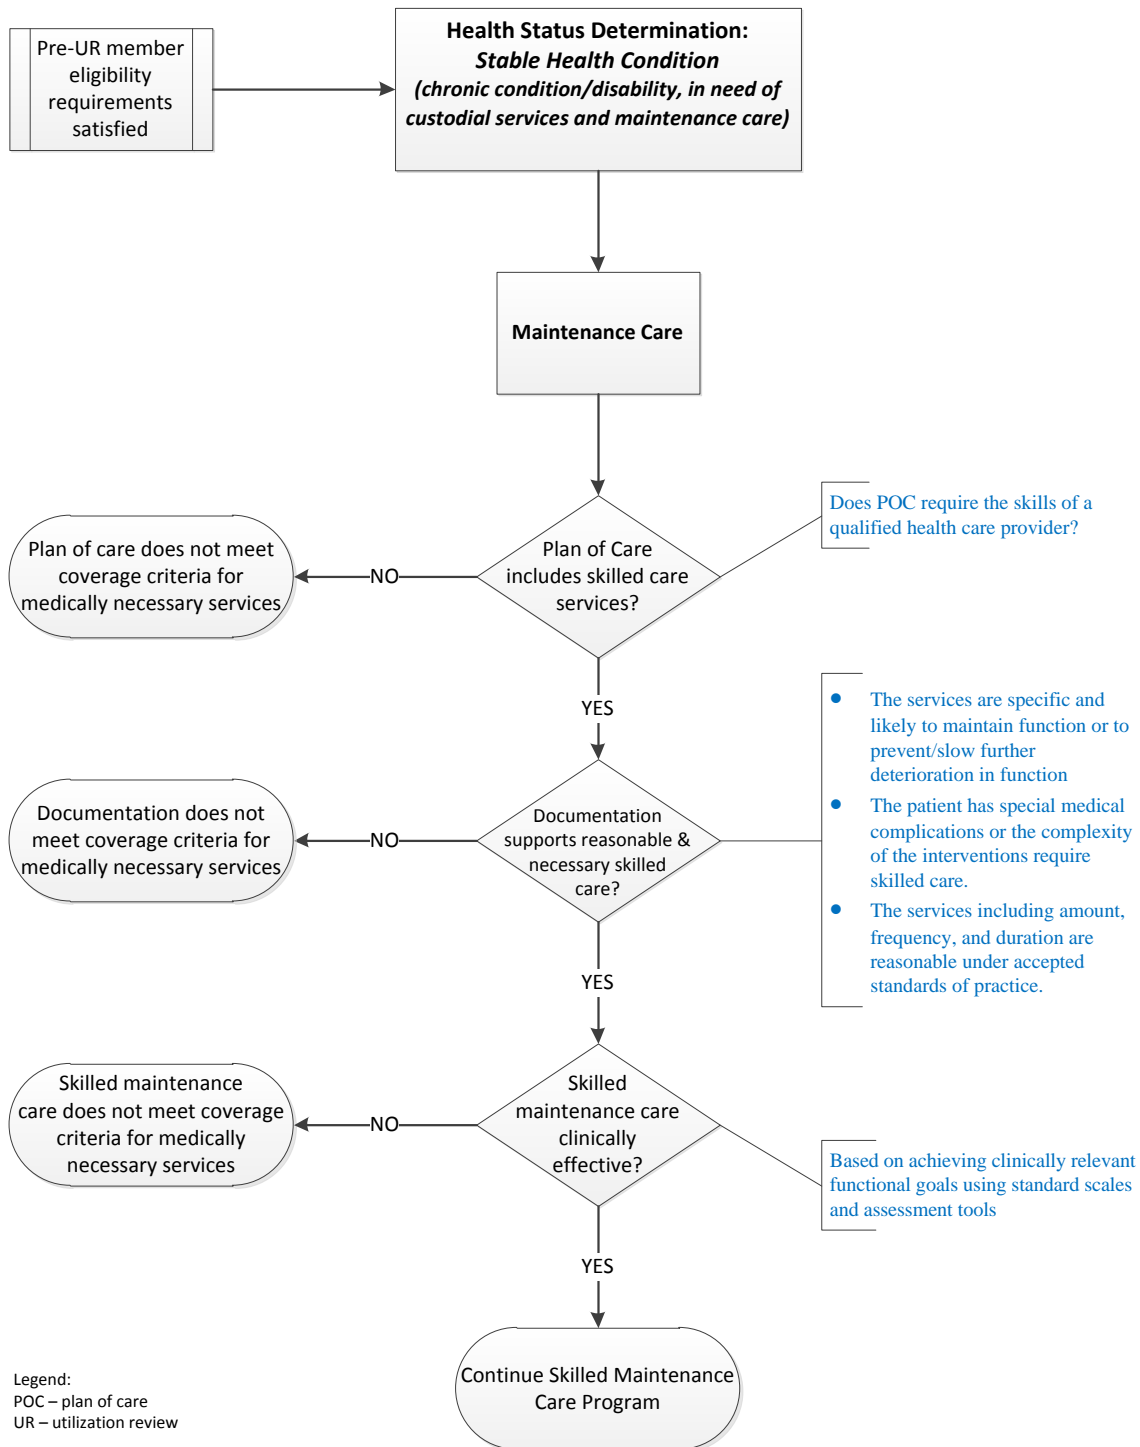 Pre-UR member
eligibility
requirements
satisfied
Health Status Determination:
Stable Health Condition
(chronic condition/disability, in need of
custodial services and maintenance care)
Maintenance Care
Plan of Care
includes skilled care
services?
Does POC require the skills of a
qualified health care provider?
NO
Plan of care does not meet
coverage criteria for
medically necessary services
YES
Documentation
supports reasonable &
necessary skilled
care?
● The services are specific and
likely to maintain function or to
prevent/slow further
deterioration in function
● The patient has special medical
complications or the complexity
of the interventions require
skilled care.
● The services including amount,
frequency, and duration are
reasonable under accepted
standards of practice.
NO
Documentation does not
meet coverage criteria for
medically necessary services
YES
Skilled
maintenance care
clinically
effective?
Based on achieving clinically relevant
functional goals using standard scales
and assessment tools
NO
Skilled maintenance
care does not meet coverage
criteria for medically
necessary services
YES
Continue Skilled Maintenance
Care Program
Legend:
POC – plan of care
UR – utilization review